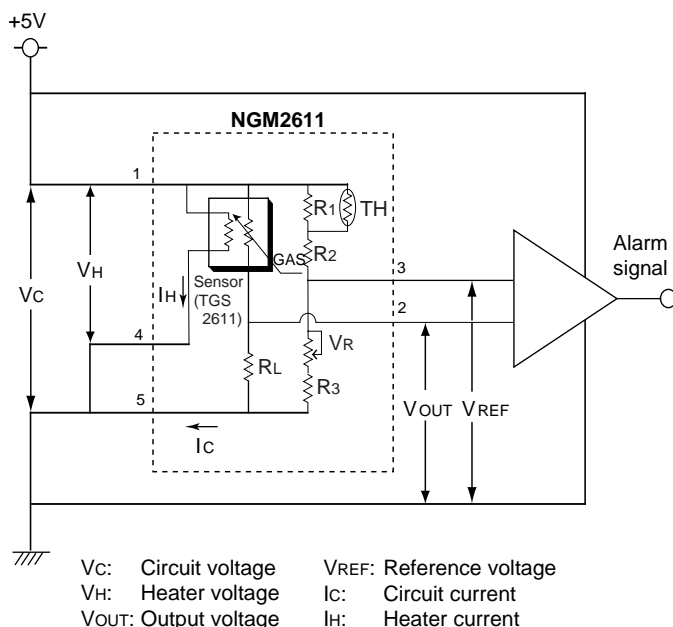 +5V
NGM2611
1
R1
TH
R2
GAS
3
Alarm
signal
VH
VC
IH
Sensor
(TGS
2611)
2
4
VR
RL
R3
5
IC
VOUT
VREF
VC: Circuit voltage VREF: Reference voltage
VH: Heater voltage IC: Circuit current
VOUT: Output voltage IH: Heater current